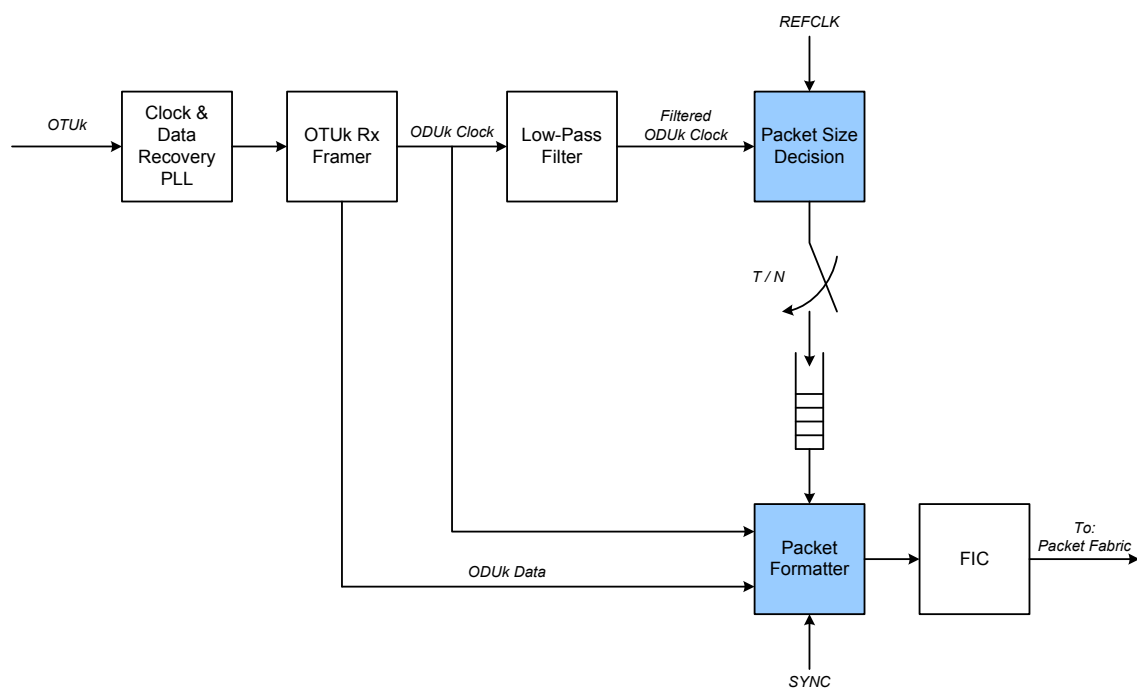 REFCLK
OTUk
Clock &
Data
Recovery
PLL
OTUk Rx
Framer
ODUk Clock
Low-Pass
Filter
Filtered
ODUk Clock
Packet Size
Decision
T / N
ODUk Data
Packet
Formatter
FIC
To:
Packet Fabric
SYNC